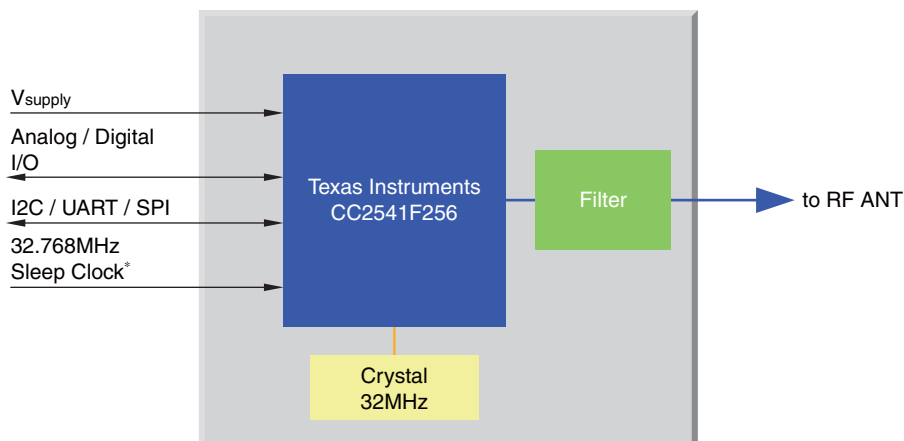 Vsupply
Analog / Digital
I/O
I2C / UART / SPI
32.768MHz
Sleep Clock*
Texas Instruments
CC2541F256
Filter
to RF ANT
Crystal
32MHz